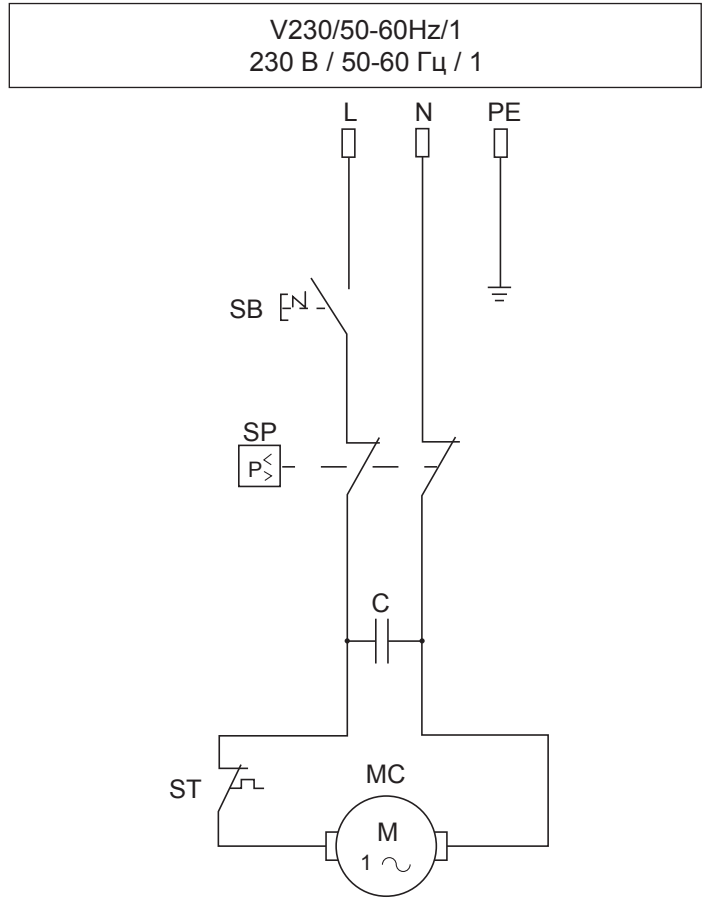 V230/50-60Hz/1
230 В / 50-60 Гц / 1
L N PE
SB
SP
P<>
C
ST
MC
M
1 ~